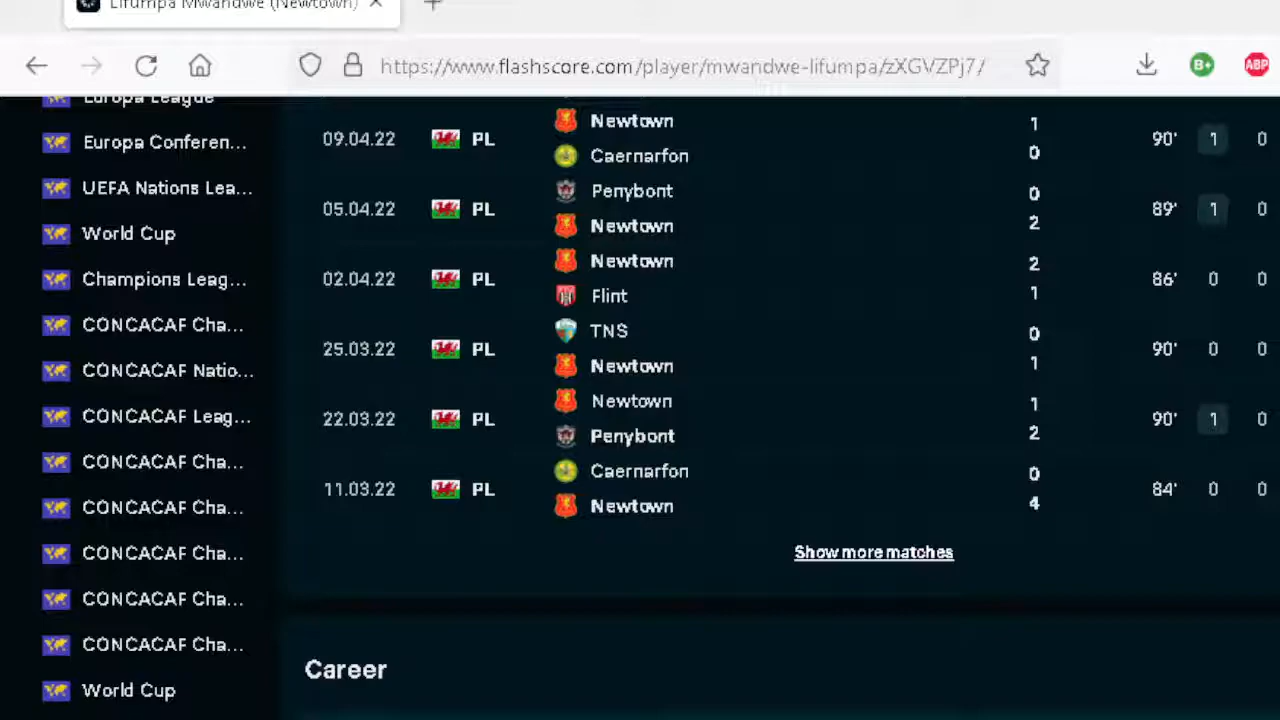 Lifumpa Mwandwe (Newtown)
https://www.flashscore.com/player/mwandwe-lifumpa/zXGVZPj7/
B+
ABP
Europa League
Europa Conferen...
UEFA Nations Lea...
World Cup
Champions Leag...
CONCACAF Cha...
CONCACAF Natio...
CONCACAF Leag...
CONCACAF Cha...
CONCACAF Cha...
CONCACAF Cha...
CONCACAF Cha...
CONCACAF Cha...
World Cup
09.04.22 PL Newtown 1 90' 1 0
Caernarfon 0
05.04.22 PL Penybont 0 89' 1 0
Newtown 2
02.04.22 PL Newtown 2 86' 0 0
Flint 1
25.03.22 PL TNS 0 90' 0 0
Newtown 1
22.03.22 PL Newtown 1 90' 1 0
Penybont 2
11.03.22 PL Caernarfon 0 84' 0 0
Newtown 4
Show more matches
Career